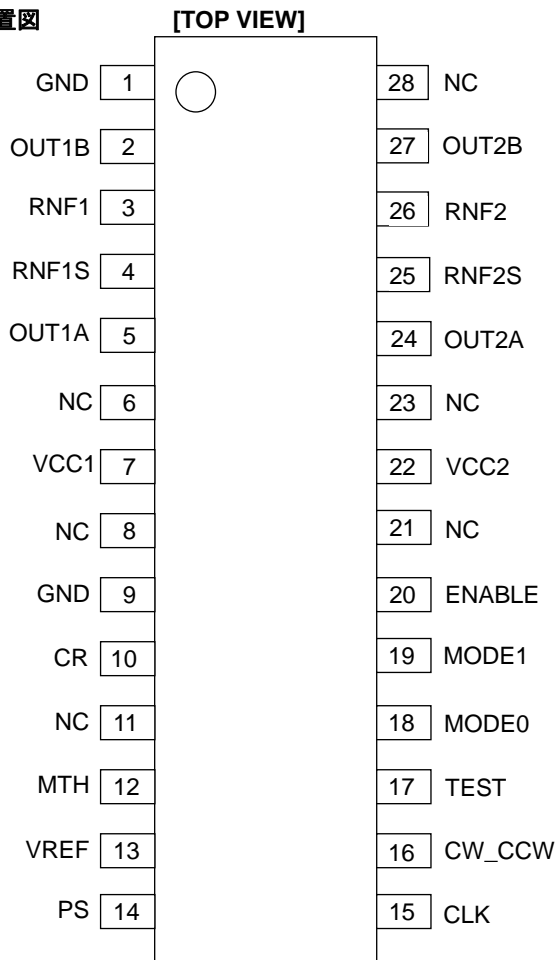 置図 [TOP VIEW]
GND 1 28 NC
OUT1B 2 27 OUT2B
RNF1 3 26 RNF2
RNF1S 4 25 RNF2S
OUT1A 5 24 OUT2A
NC 6 23 NC
VCC1 7 22 VCC2
NC 8 21 NC
GND 9 20 ENABLE
CR 10 19 MODE1
NC 11 18 MODE0
MTH 12 17 TEST
VREF 13 16 CW_CCW
PS 14 15 CLK